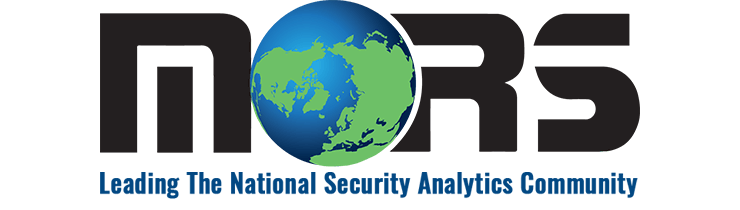 MORS
Leading The National Security Analytics Community